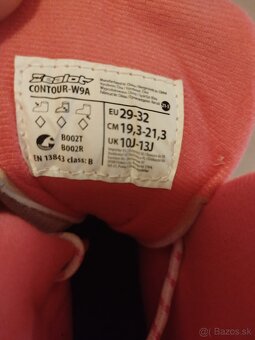 Zealot
CONTOUR-W9A
B002T
B002R
EN 13843 class: B
EU 29-32
CM 19,3-21,3
UK 10J-13J
Bazos.sk